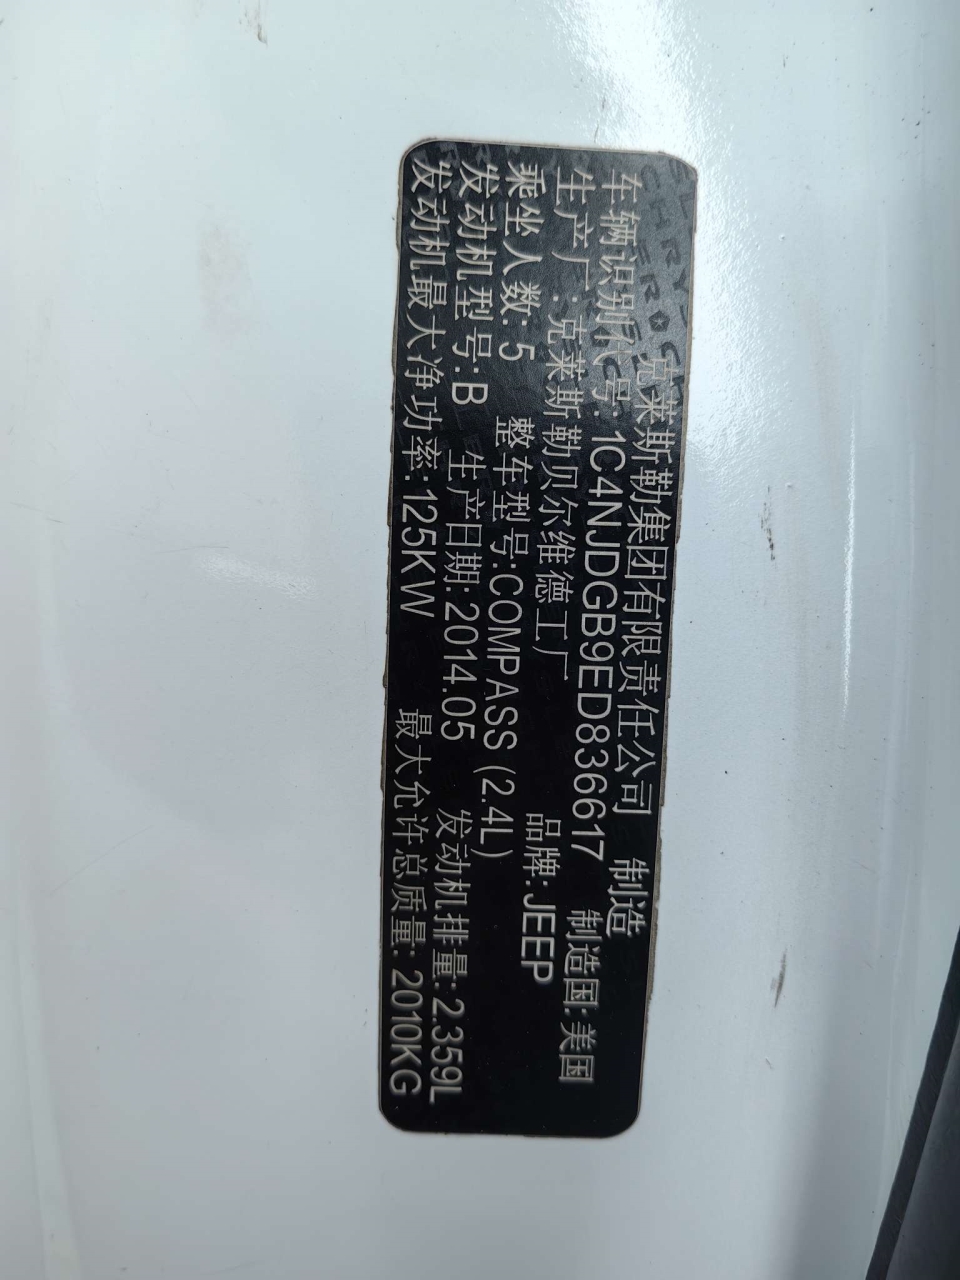 克莱斯勒集团有限责任公司 制造
车辆识别代号: 1C4NJDGB9ED836617 制造国: 美国
生产厂: 克莱斯勒贝尔维德工厂 品牌: JEEP
乘坐人数: 5 整车型号: COMPASS (2.4L)
发动机型号: B 生产日期: 2014.05 发动机排量: 2.359L
发动机最大净功率: 125KW 最大允许总质量: 2010KG